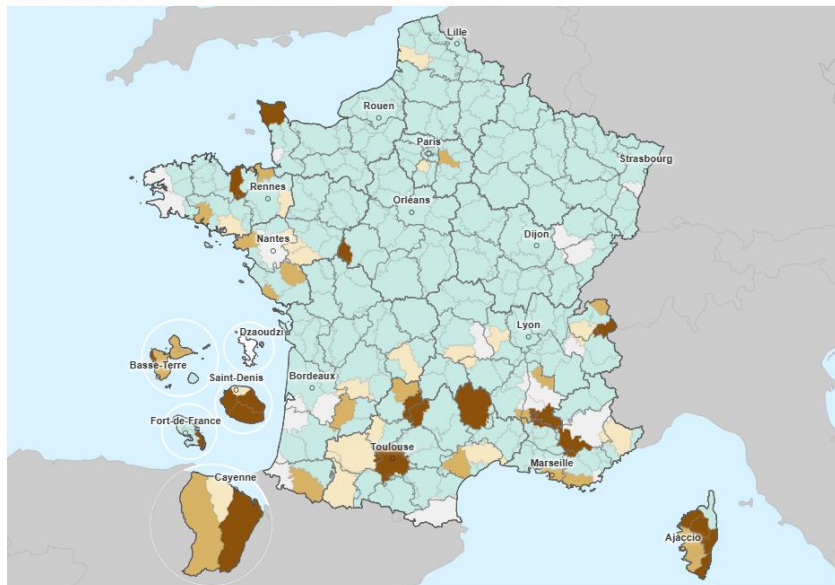 Lille
Rouen
Paris
Strasbourg
Rennes
Orléans
Nantes
Dijon
Lyon
Dzaoudzi
Basse-Terre
Saint-Denis
Bordeaux
Fort-de-France
Toulouse
Marseille
Cayenne
Ajaccio